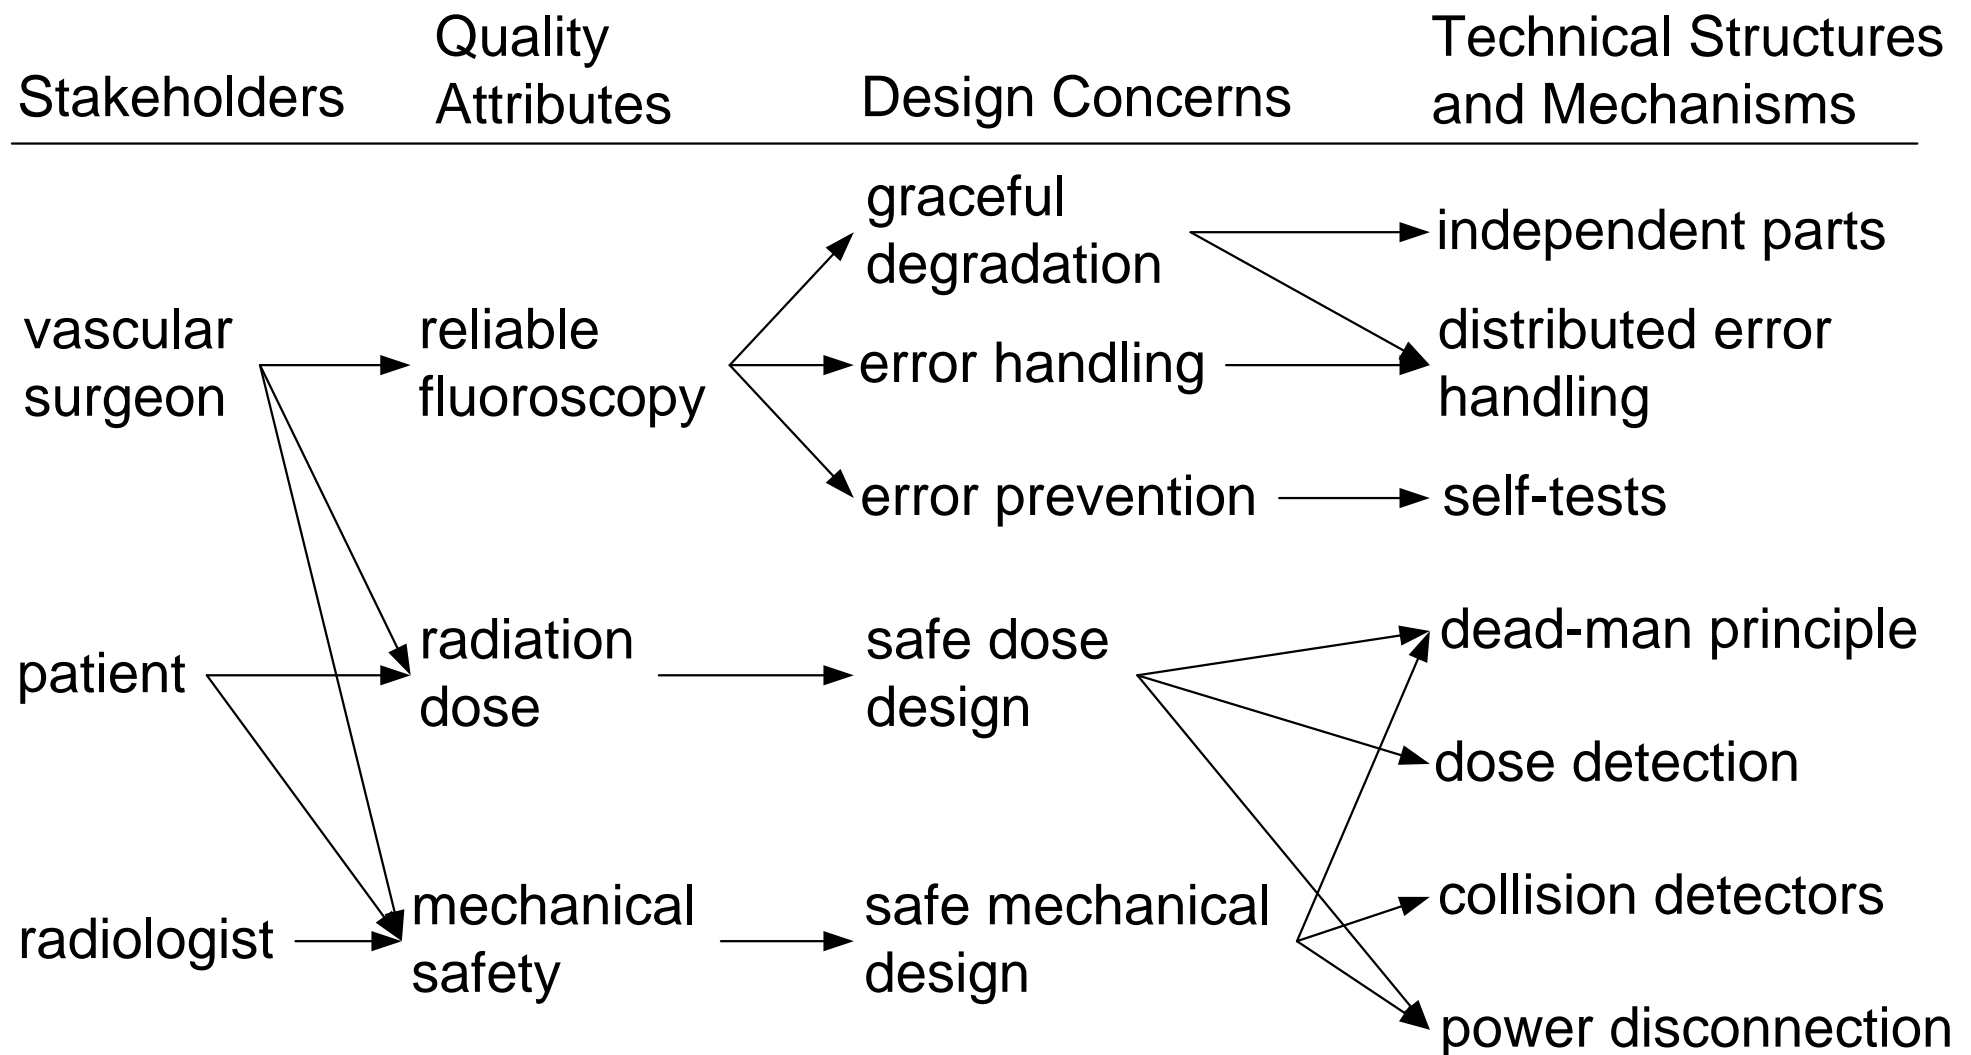 Stakeholders
Quality
Attributes
Design Concerns
Technical Structures
and Mechanisms
vascular
surgeon
patient
radiologist
reliable
fluoroscopy
radiation
dose
mechanical
safety
graceful
degradation
error handling
error prevention
safe dose
design
safe mechanical
design
independent parts
distributed error
handling
self-tests
dead-man principle
dose detection
collision detectors
power disconnection